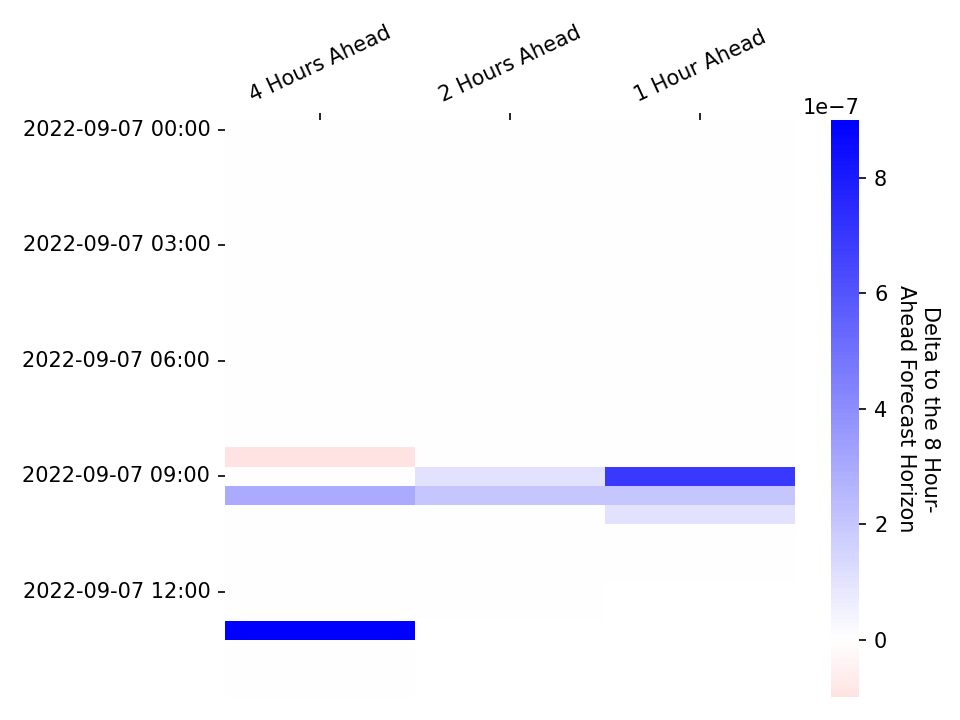 4 Hours Ahead
2 Hours Ahead
1 Hour Ahead
1e−7
2022-09-07 00:00
2022-09-07 03:00
2022-09-07 06:00
2022-09-07 09:00
2022-09-07 12:00
8
6
4
2
0
Delta to the 8 Hour-
Ahead Forecast Horizon